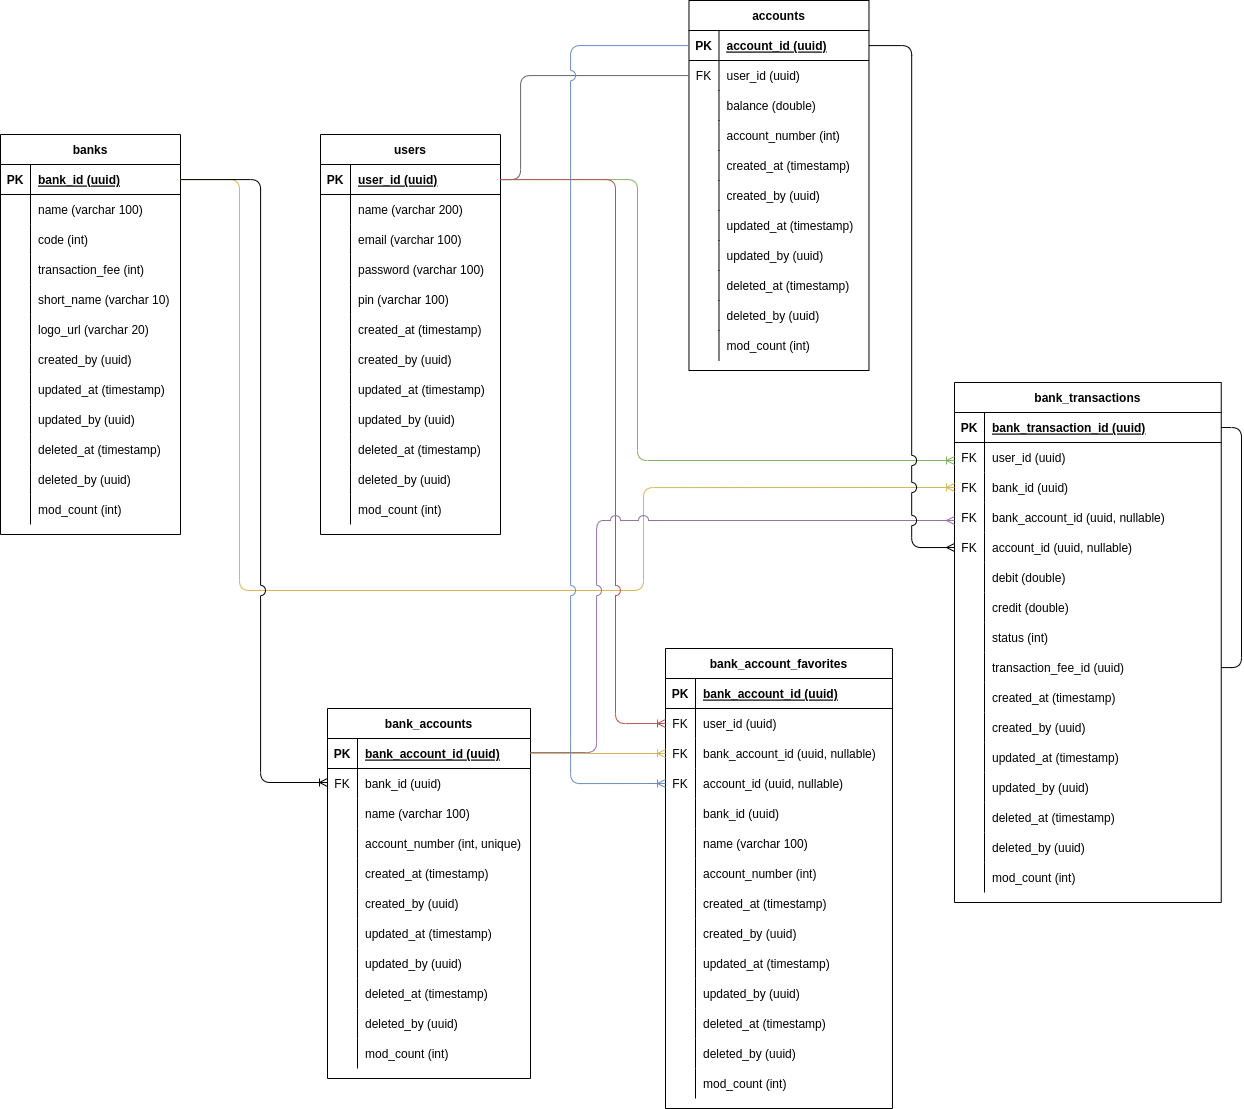 accounts
PK account_id (uuid)
FK user_id (uuid)
balance (double)
account_number (int)
created_at (timestamp)
created_by (uuid)
updated_at (timestamp)
updated_by (uuid)
deleted_at (timestamp)
deleted_by (uuid)
mod_count (int)
banks
PK bank_id (uuid)
name (varchar 100)
code (int)
transaction_fee (int)
short_name (varchar 10)
logo_url (varchar 20)
created_by (uuid)
updated_at (timestamp)
updated_by (uuid)
deleted_at (timestamp)
deleted_by (uuid)
mod_count (int)
users
PK user_id (uuid)
name (varchar 200)
email (varchar 100)
password (varchar 100)
pin (varchar 100)
created_at (timestamp)
created_by (uuid)
updated_at (timestamp)
updated_by (uuid)
deleted_at (timestamp)
deleted_by (uuid)
mod_count (int)
bank_transactions
PK bank_transaction_id (uuid)
FK user_id (uuid)
FK bank_id (uuid)
FK bank_account_id (uuid, nullable)
FK account_id (uuid, nullable)
debit (double)
credit (double)
status (int)
transaction_fee_id (uuid)
created_at (timestamp)
created_by (uuid)
updated_at (timestamp)
updated_by (uuid)
deleted_at (timestamp)
deleted_by (uuid)
mod_count (int)
bank_account_favorites
PK bank_account_id (uuid)
FK user_id (uuid)
FK bank_account_id (uuid, nullable)
FK account_id (uuid, nullable)
bank_id (uuid)
name (varchar 100)
account_number (int)
created_at (timestamp)
created_by (uuid)
updated_at (timestamp)
updated_by (uuid)
deleted_at (timestamp)
deleted_by (uuid)
mod_count (int)
bank_accounts
PK bank_account_id (uuid)
FK bank_id (uuid)
name (varchar 100)
account_number (int, unique)
created_at (timestamp)
created_by (uuid)
updated_at (timestamp)
updated_by (uuid)
deleted_at (timestamp)
deleted_by (uuid)
mod_count (int)